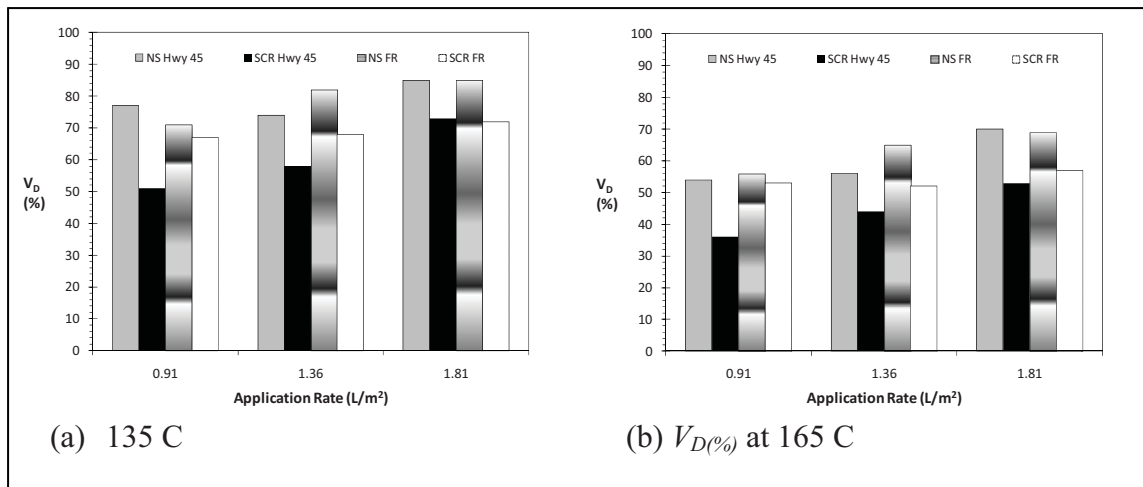 100
90
80
70
60
50
40
30
20
10
0
V_D
(%)
NS Hwy 45 SCR Hwy 45 NS FR SCR FR
0.91 1.36 1.81
Application Rate (L/m²)
(a) 135 C
100
90
80
70
60
50
40
30
20
10
0
V_D
(%)
NS Hwy 45 SCR Hwy 45 NS FR SCR FR
0.91 1.36 1.81
Application Rate (L/m²)
(b) V_D(%) at 165 C